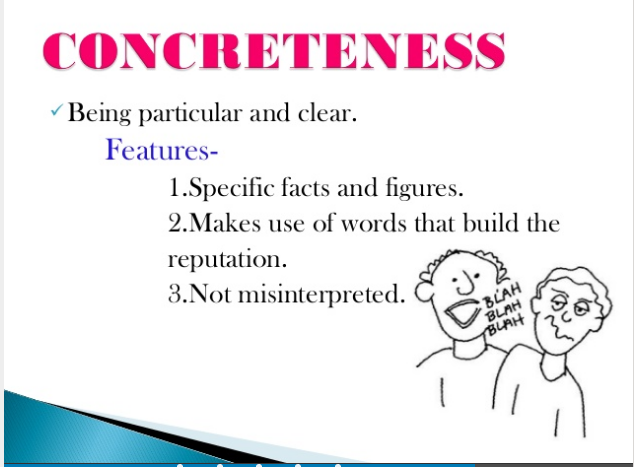 CONCRETENESS
✓ Being particular and clear.
Features-
1.Specific facts and figures.
2.Makes use of words that build the
reputation.
3.Not misinterpreted.
BLAH
BLAH
BLAH